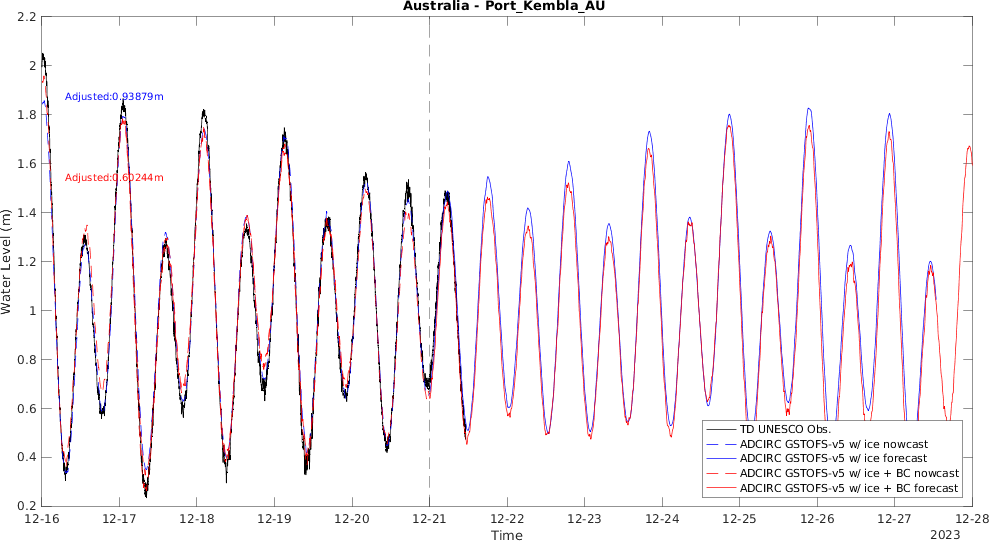 Australia - Port_Kembla_AU
2.2
2
1.8
1.6
1.4
1.2
1
0.8
0.6
0.4
0.2
Water Level (m)
Adjusted:0.93879m
Adjusted:0.60244m
TD UNESCO Obs.
ADCIRC GSTOFS-v5 w/ ice nowcast
ADCIRC GSTOFS-v5 w/ ice forecast
ADCIRC GSTOFS-v5 w/ ice + BC nowcast
ADCIRC GSTOFS-v5 w/ ice + BC forecast
12-16 12-17 12-18 12-19 12-20 12-21 12-22 12-23 12-24 12-25 12-26 12-27 12-28
Time
2023